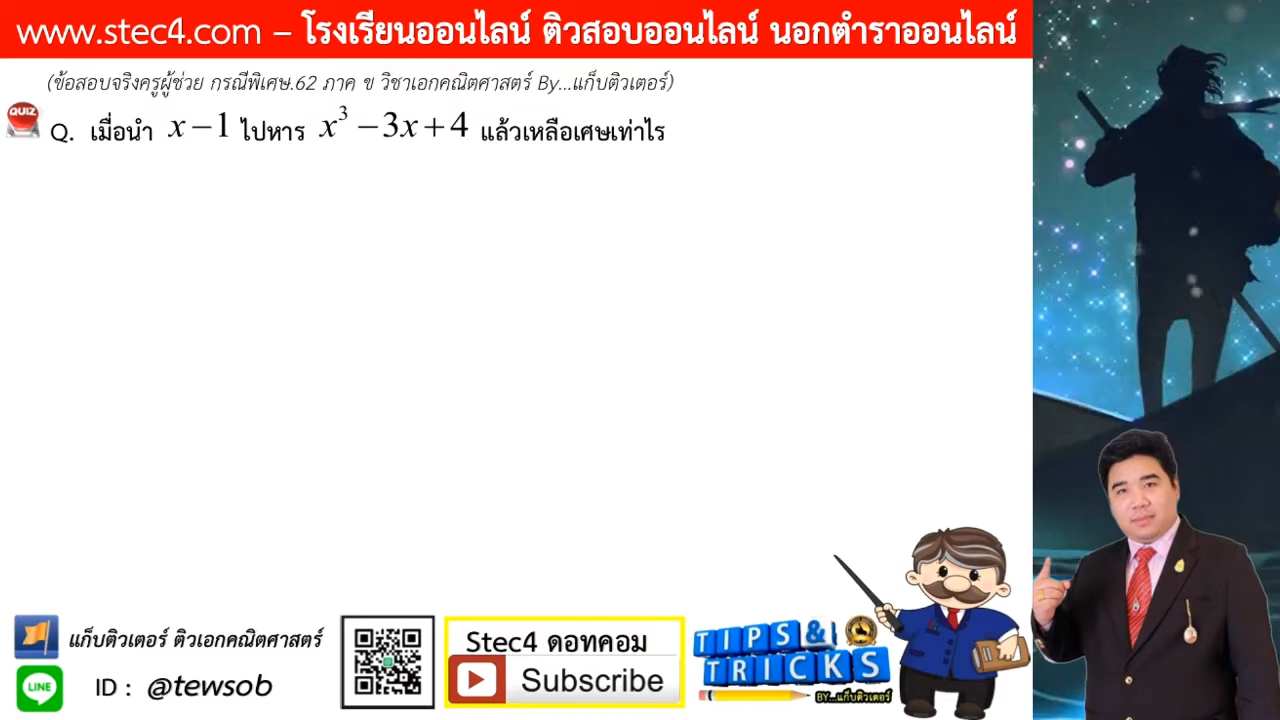 www.stec4.com – โรงเรียนออนไลน์ ติวสอบออนไลน์ นอกตำราออนไลน์
(ข้อสอบจริงครูผู้ช่วย กรณีพิเศษ.62 ภาค ข วิชาเอกคณิตศาสตร์ By...แก็บติวเตอร์)
QUIZ
Q. เมื่อนำ x−1 ไปหาร x³−3x+4 แล้วเหลือเศษเท่าไร
แก็บติวเตอร์ ติวเอกคณิตศาสตร์
LINE
ID : @tewsob
Stec4 ดอทคอม
Subscribe
TIPS &
TRICKS
BY...แก็บติวเตอร์